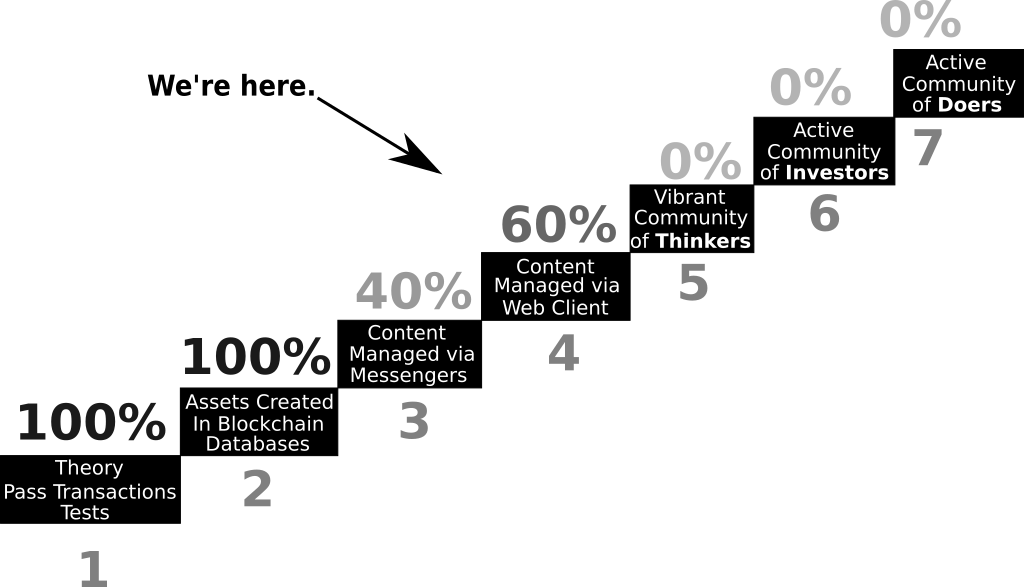 We're here.
100%
Theory
Pass Transactions
Tests
1
100%
Assets Created
In Blockchain
Databases
2
40%
Content
Managed via
Messengers
3
60%
Content
Managed via
Web Client
4
0%
Vibrant
Community
of Thinkers
5
0%
Active
Community
of Investors
6
0%
Active
Community
of Doers
7